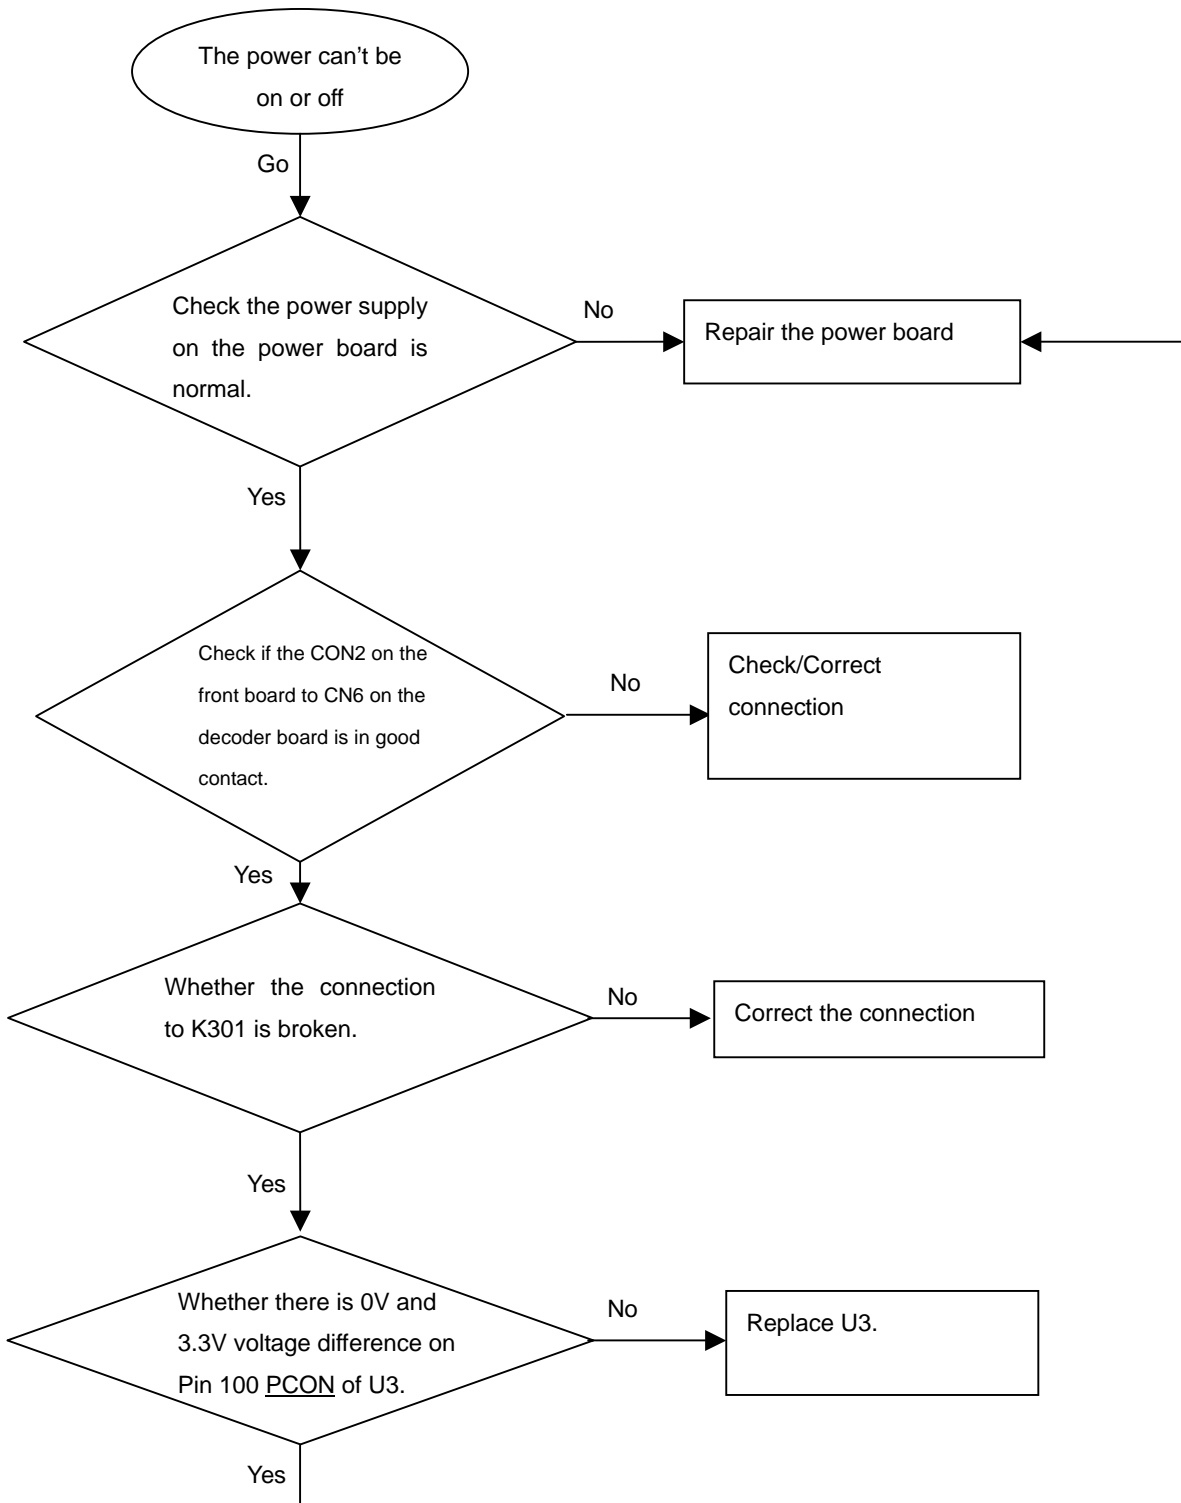 The power can't be
on or off
Go
Check the power supply
on the power board is
normal.
No
Repair the power board
Yes
Check if the CON2 on the
front board to CN6 on the
decoder board is in good
contact.
No
Check/Correct
connection
Yes
Whether the connection
to K301 is broken.
No
Correct the connection
Yes
Whether there is 0V and
3.3V voltage difference on
Pin 100 PCON of U3.
No
Replace U3.
Yes